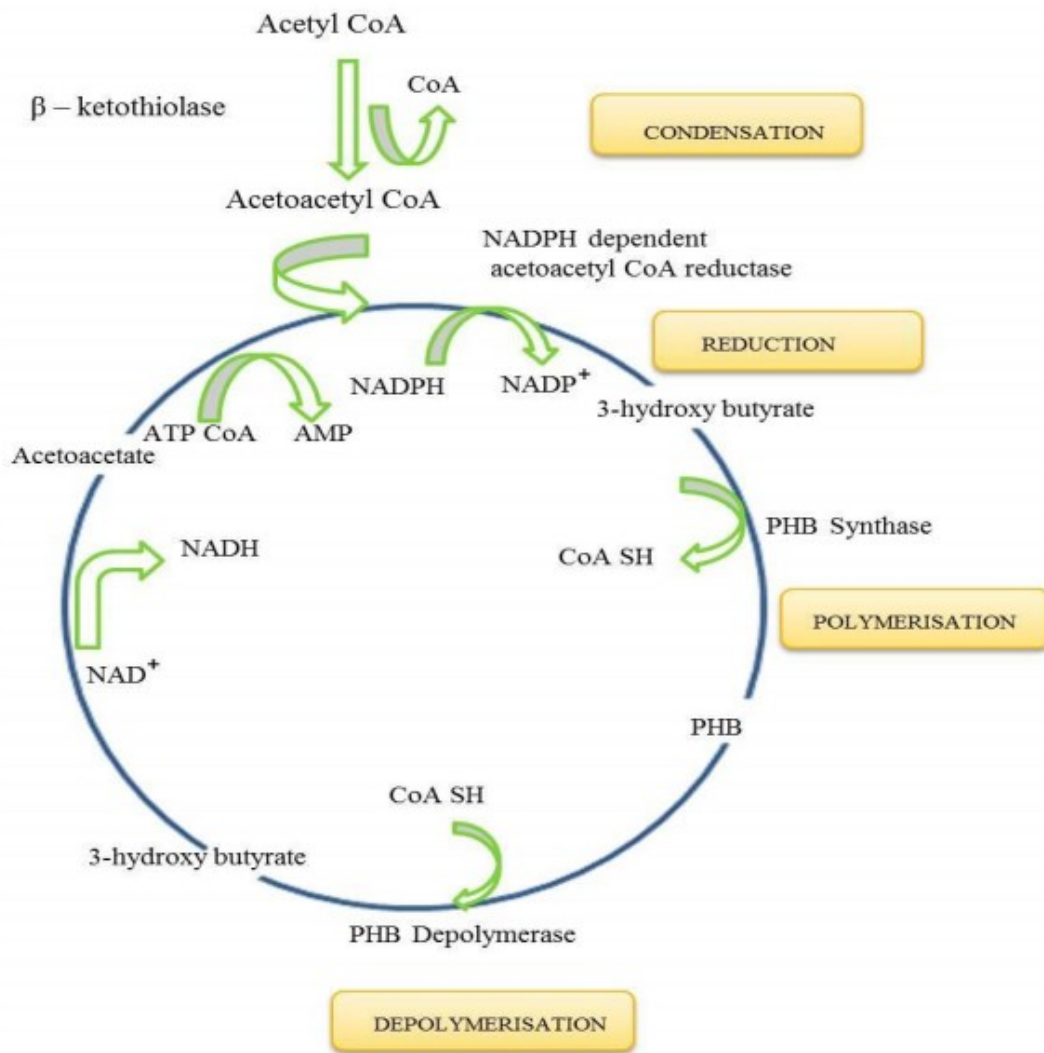 Acetyl CoA
CoA
β – ketothiolase
CONDENSATION
Acetoacetyl CoA
NADPH dependent
acetoacetyl CoA reductase
REDUCTION
NADPH
NADP+
3-hydroxy butyrate
ATP CoA
AMP
Acetoacetate
PHB Synthase
NADH
CoA SH
POLYMERISATION
NAD+
PHB
CoA SH
3-hydroxy butyrate
PHB Depolymerase
DEPOLYMERISATION